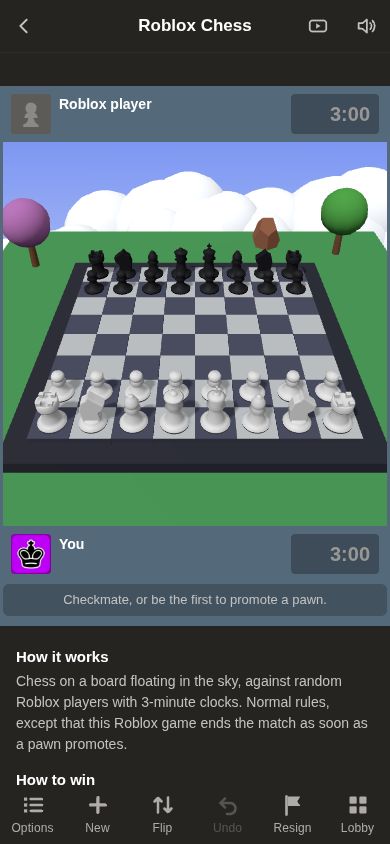 Roblox Chess
Roblox player
3:00
You
3:00
Checkmate, or be the first to promote a pawn.
How it works
Chess on a board floating in the sky, against random
Roblox players with 3-minute clocks. Normal rules,
except that this Roblox game ends the match as soon as
a pawn promotes.
How to win
Options
New
Flip
Undo
Resign
Lobby